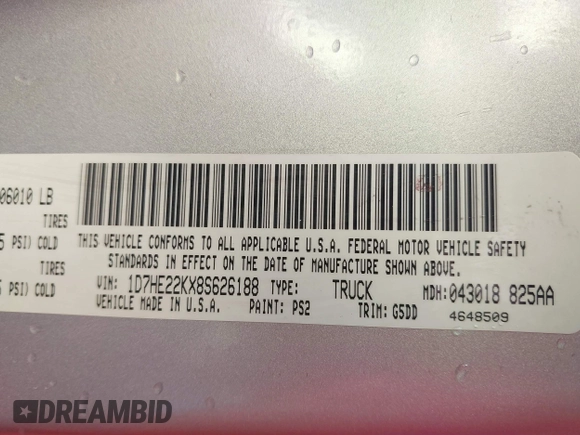 06010 LB
TIRES
5 PSI) COLD
TIRES
5 PSI) COLD
THIS VEHICLE CONFORMS TO ALL APPLICABLE U.S.A. FEDERAL MOTOR VEHICLE SAFETY
STANDARDS IN EFFECT ON THE DATE OF MANUFACTURE SHOWN ABOVE.
VIN: 1D7HE22KX8S626188 TYPE: TRUCK MDH: 043018 825AA
VEHICLE MADE IN U.S.A. PAINT: PS2 TRIM: G5DD 4648509
DREAMBID